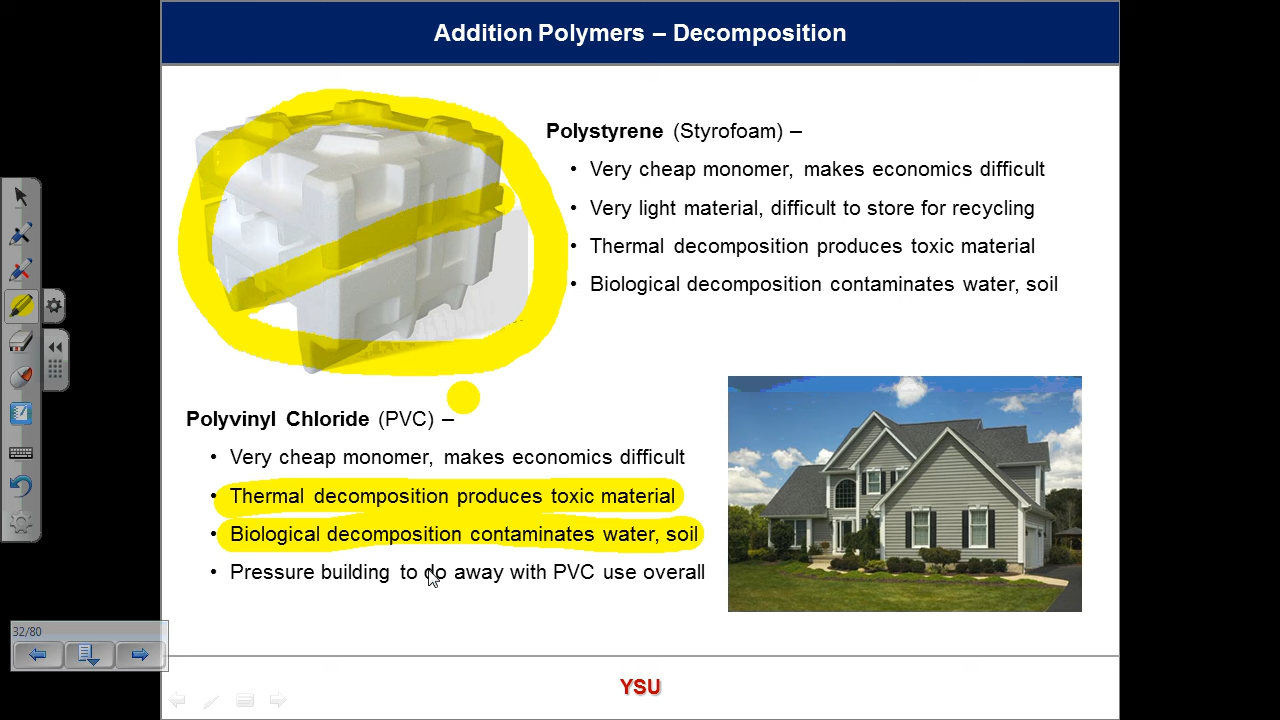 Addition Polymers – Decomposition
Polystyrene (Styrofoam) –
• Very cheap monomer, makes economics difficult
• Very light material, difficult to store for recycling
• Thermal decomposition produces toxic material
• Biological decomposition contaminates water, soil
Polyvinyl Chloride (PVC) –
• Very cheap monomer, makes economics difficult
• Thermal decomposition produces toxic material
• Biological decomposition contaminates water, soil
• Pressure building to do away with PVC use overall
32/80
YSU